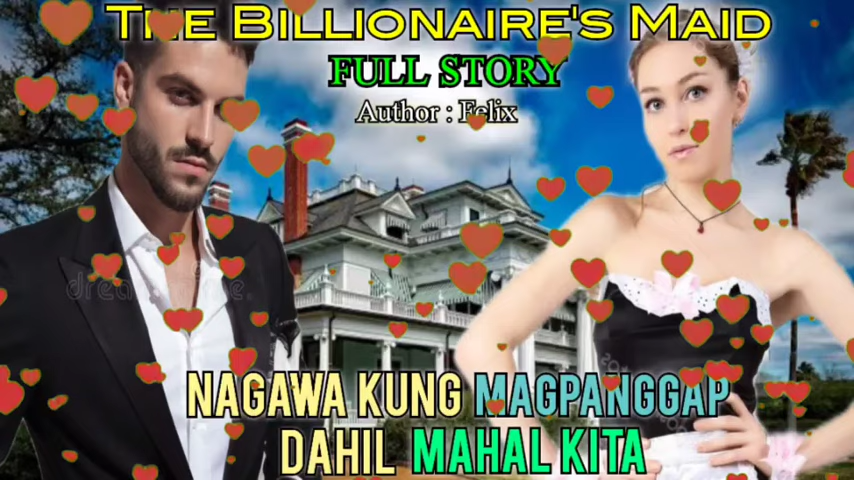 THE BILLIONAIRE'S MAID
FULL STORY
Author : Felix
NAGAWA KUNG MAGPANGGAP
DAHIL MAHAL KITA